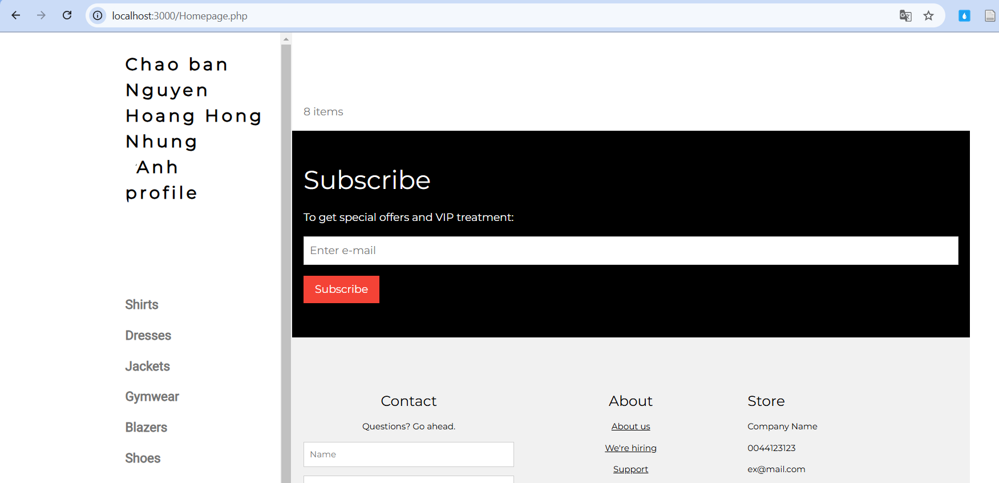 localhost:3000/Homepage.php
Chao ban
Nguyen
Hoang Hong
Nhung
Anh
profile
Shirts
Dresses
Jackets
Gymwear
Blazers
Shoes
8 items
Subscribe
To get special offers and VIP treatment:
Enter e-mail
Subscribe
Contact
Questions? Go ahead.
Name
About
About us
We're hiring
Support
Store
Company Name
0044123123
ex@mail.com